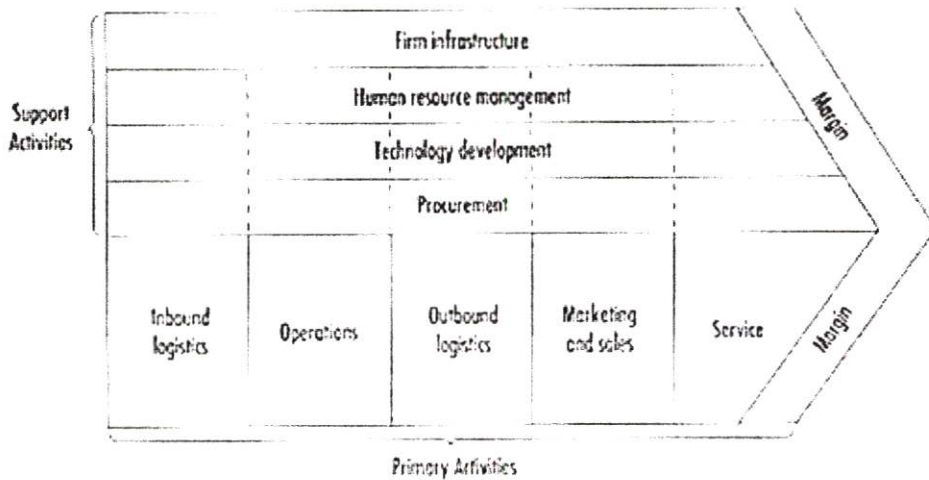 Firm infrastructure
Human resource management
Technology development
Procurement
Support
Activities
Inbound
logistics
Operations
Outbound
logistics
Marketing
and sales
Service
Margin
Margin
Primary Activities